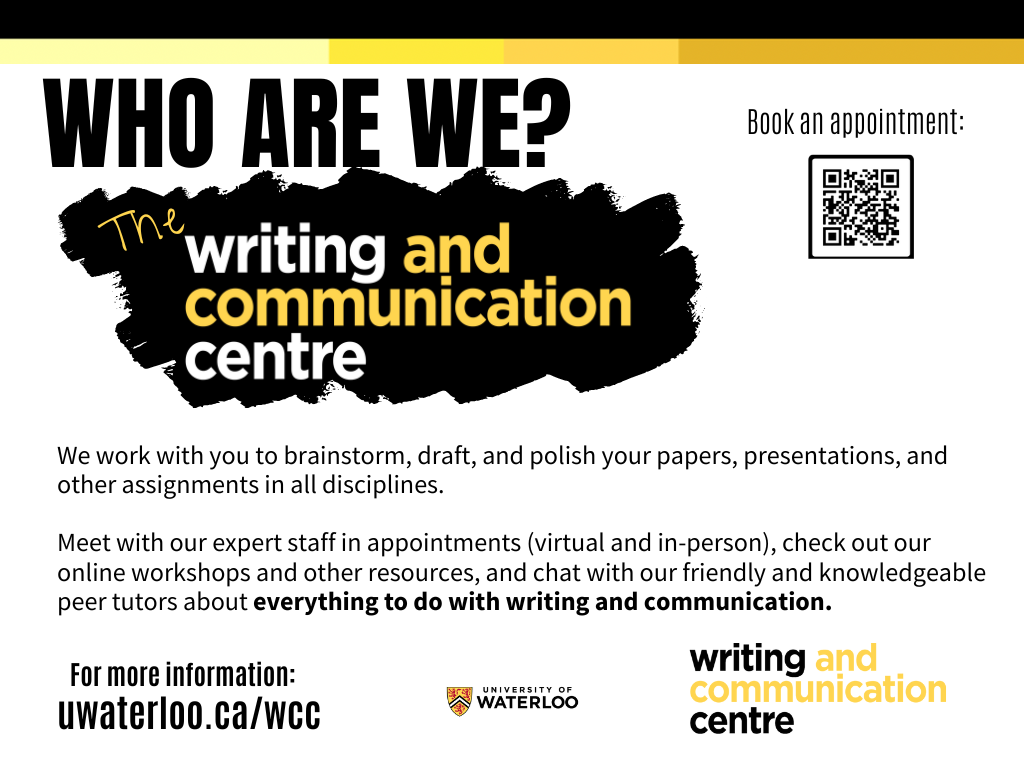 WHO ARE WE?
Book an appointment:
The
writing and
communication
centre
We work with you to brainstorm, draft, and polish your papers, presentations, and
other assignments in all disciplines.
Meet with our expert staff in appointments (virtual and in-person), check out our
online workshops and other resources, and chat with our friendly and knowledgeable
peer tutors about everything to do with writing and communication.
For more information:
uwaterloo.ca/wcc
UNIVERSITY OF
WATERLOO
writing and
communication
centre